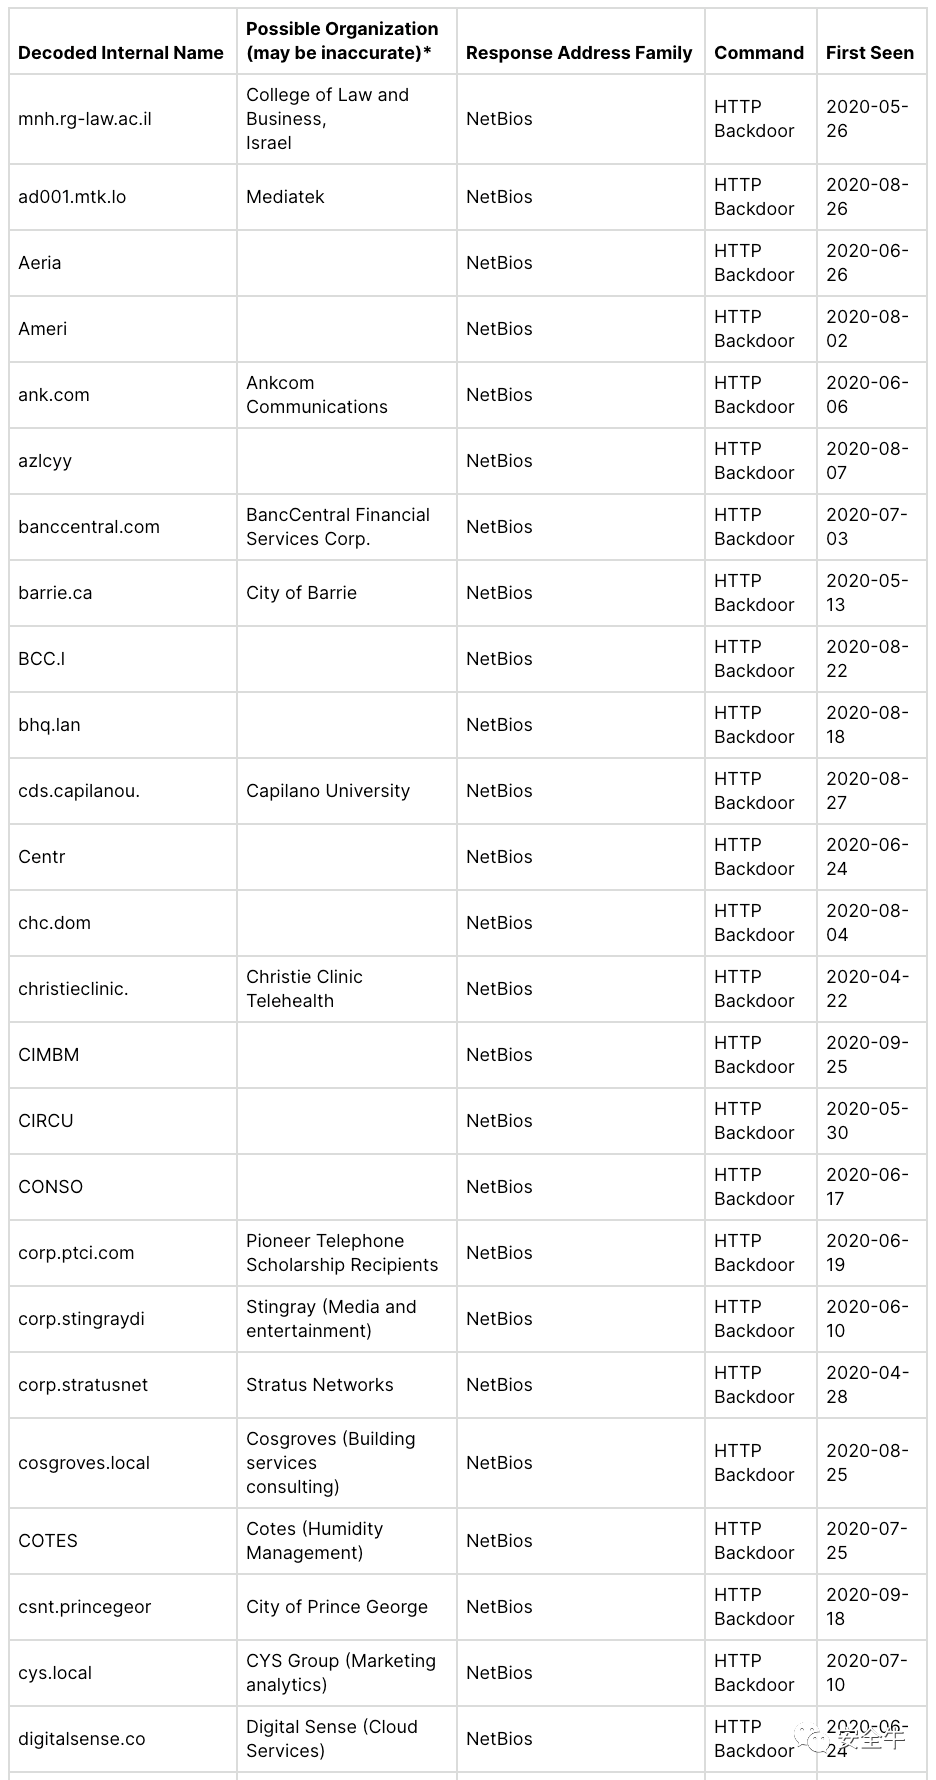 Decoded Internal Name
Possible Organization
(may be inaccurate)*
Response Address Family
Command
First Seen
mnh.rg-law.ac.il
College of Law and
Business,
Israel
NetBios
HTTP
Backdoor
2020-05-
26
ad001.mtk.lo
Mediatek
NetBios
HTTP
Backdoor
2020-08-
26
Aeria
NetBios
HTTP
Backdoor
2020-06-
26
Ameri
NetBios
HTTP
Backdoor
2020-08-
02
ank.com
Ankcom
Communications
NetBios
HTTP
Backdoor
2020-06-
06
azlcyy
NetBios
HTTP
Backdoor
2020-08-
07
banccentral.com
BancCentral Financial
Services Corp.
NetBios
HTTP
Backdoor
2020-07-
03
barrie.ca
City of Barrie
NetBios
HTTP
Backdoor
2020-05-
13
BCC.l
NetBios
HTTP
Backdoor
2020-08-
22
bhq.lan
NetBios
HTTP
Backdoor
2020-08-
18
cds.capilanou.
Capilano University
NetBios
HTTP
Backdoor
2020-08-
27
Centr
NetBios
HTTP
Backdoor
2020-06-
24
chc.dom
NetBios
HTTP
Backdoor
2020-08-
04
christieclinic.
Christie Clinic
Telehealth
NetBios
HTTP
Backdoor
2020-04-
22
CIMBM
NetBios
HTTP
Backdoor
2020-09-
25
CIRCU
NetBios
HTTP
Backdoor
2020-05-
30
CONSO
NetBios
HTTP
Backdoor
2020-06-
17
corp.ptci.com
Pioneer Telephone
Scholarship Recipients
NetBios
HTTP
Backdoor
2020-06-
19
corp.stingraydi
Stingray (Media and
entertainment)
NetBios
HTTP
Backdoor
2020-06-
10
corp.stratusnet
Stratus Networks
NetBios
HTTP
Backdoor
2020-04-
28
cosgroves.local
Cosgroves (Building
services
consulting)
NetBios
HTTP
Backdoor
2020-08-
25
COTES
Cotes (Humidity
Management)
NetBios
HTTP
Backdoor
2020-07-
25
csnt.princegeor
City of Prince George
NetBios
HTTP
Backdoor
2020-09-
18
cys.local
CYS Group (Marketing
analytics)
NetBios
HTTP
Backdoor
2020-07-
10
digitalsense.co
Digital Sense (Cloud
Services)
NetBios
HTTP
Backdoor
2020-06-
24
安全牛